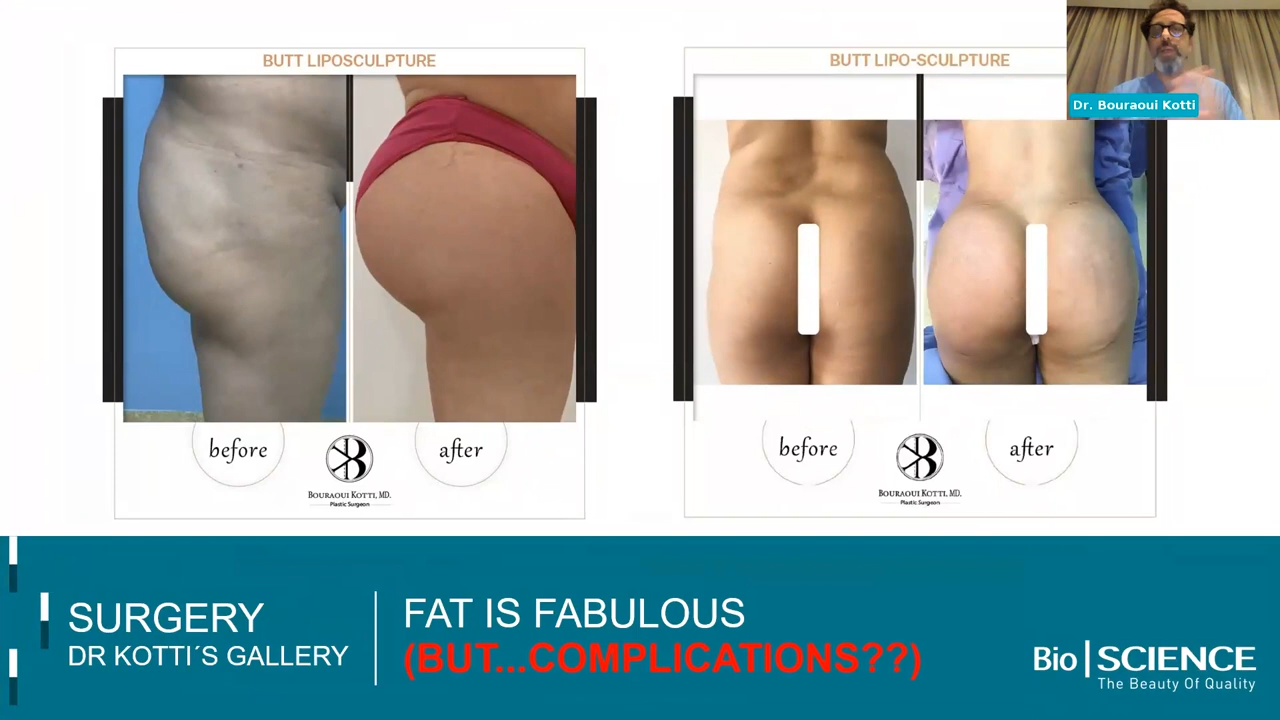 BUTT LIPOSCULPTURE
before
after
BOURAOUI KOTTI, MD.
Plastic Surgeon
BUTT LIPO-SCULPTURE
before
after
BOURAOUI KOTTI, MD.
Plastic Surgeon
Dr. Bouraoui Kotti
SURGERY
DR KOTTI´S GALLERY
FAT IS FABULOUS
(BUT...COMPLICATIONS??)
Bio|SCIENCE
The Beauty Of Quality